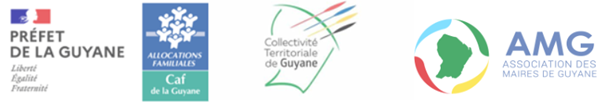 PRÉFET
DE LA GUYANE
Liberté
Égalité
Fraternité
ALLOCATIONS
FAMILIALES
Caf
de la Guyane
Collectivité
Territoriale
de Guyane
AMG
ASSOCIATION DES
MAIRES DE GUYANE